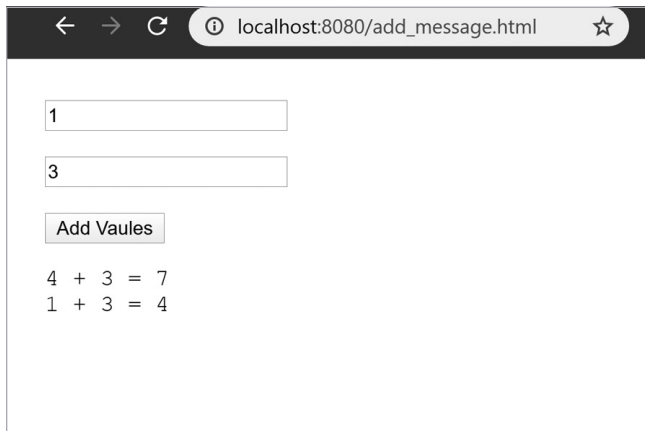 localhost:8080/add_message.html
1
3
Add Vaules
4 + 3 = 7
1 + 3 = 4